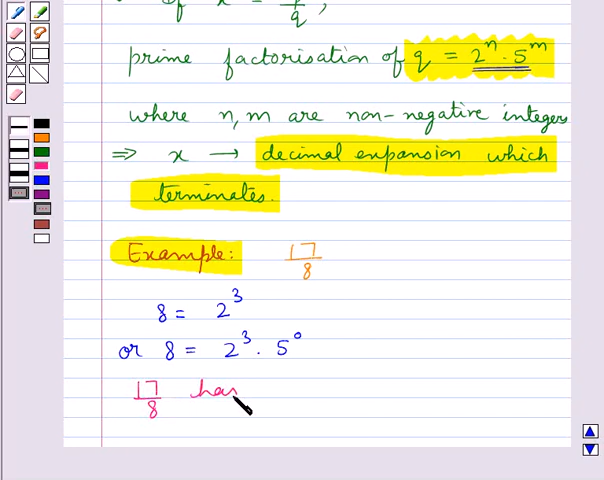 If x = p/q,
prime factorisation of q = 2ⁿ · 5ᵐ
where n, m are non-negative integers
⇒ x → decimal expansion which
terminates.
Example: 17/8
8 = 2³
or 8 = 2³ · 5⁰
17/8 has